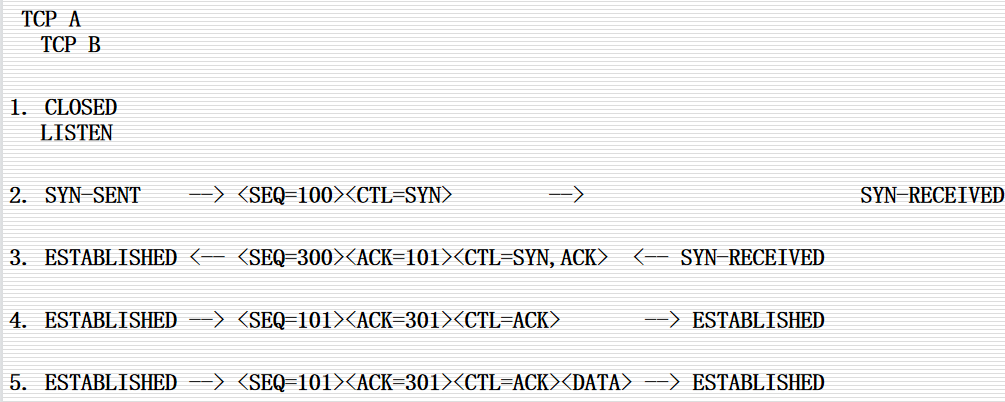 TCP A
TCP B
1. CLOSED
LISTEN
2. SYN-SENT --> <SEQ=100><CTL=SYN> --> SYN-RECEIVED
3. ESTABLISHED <-- <SEQ=300><ACK=101><CTL=SYN,ACK> <-- SYN-RECEIVED
4. ESTABLISHED --> <SEQ=101><ACK=301><CTL=ACK> --> ESTABLISHED
5. ESTABLISHED --> <SEQ=101><ACK=301><CTL=ACK><DATA> --> ESTABLISHED